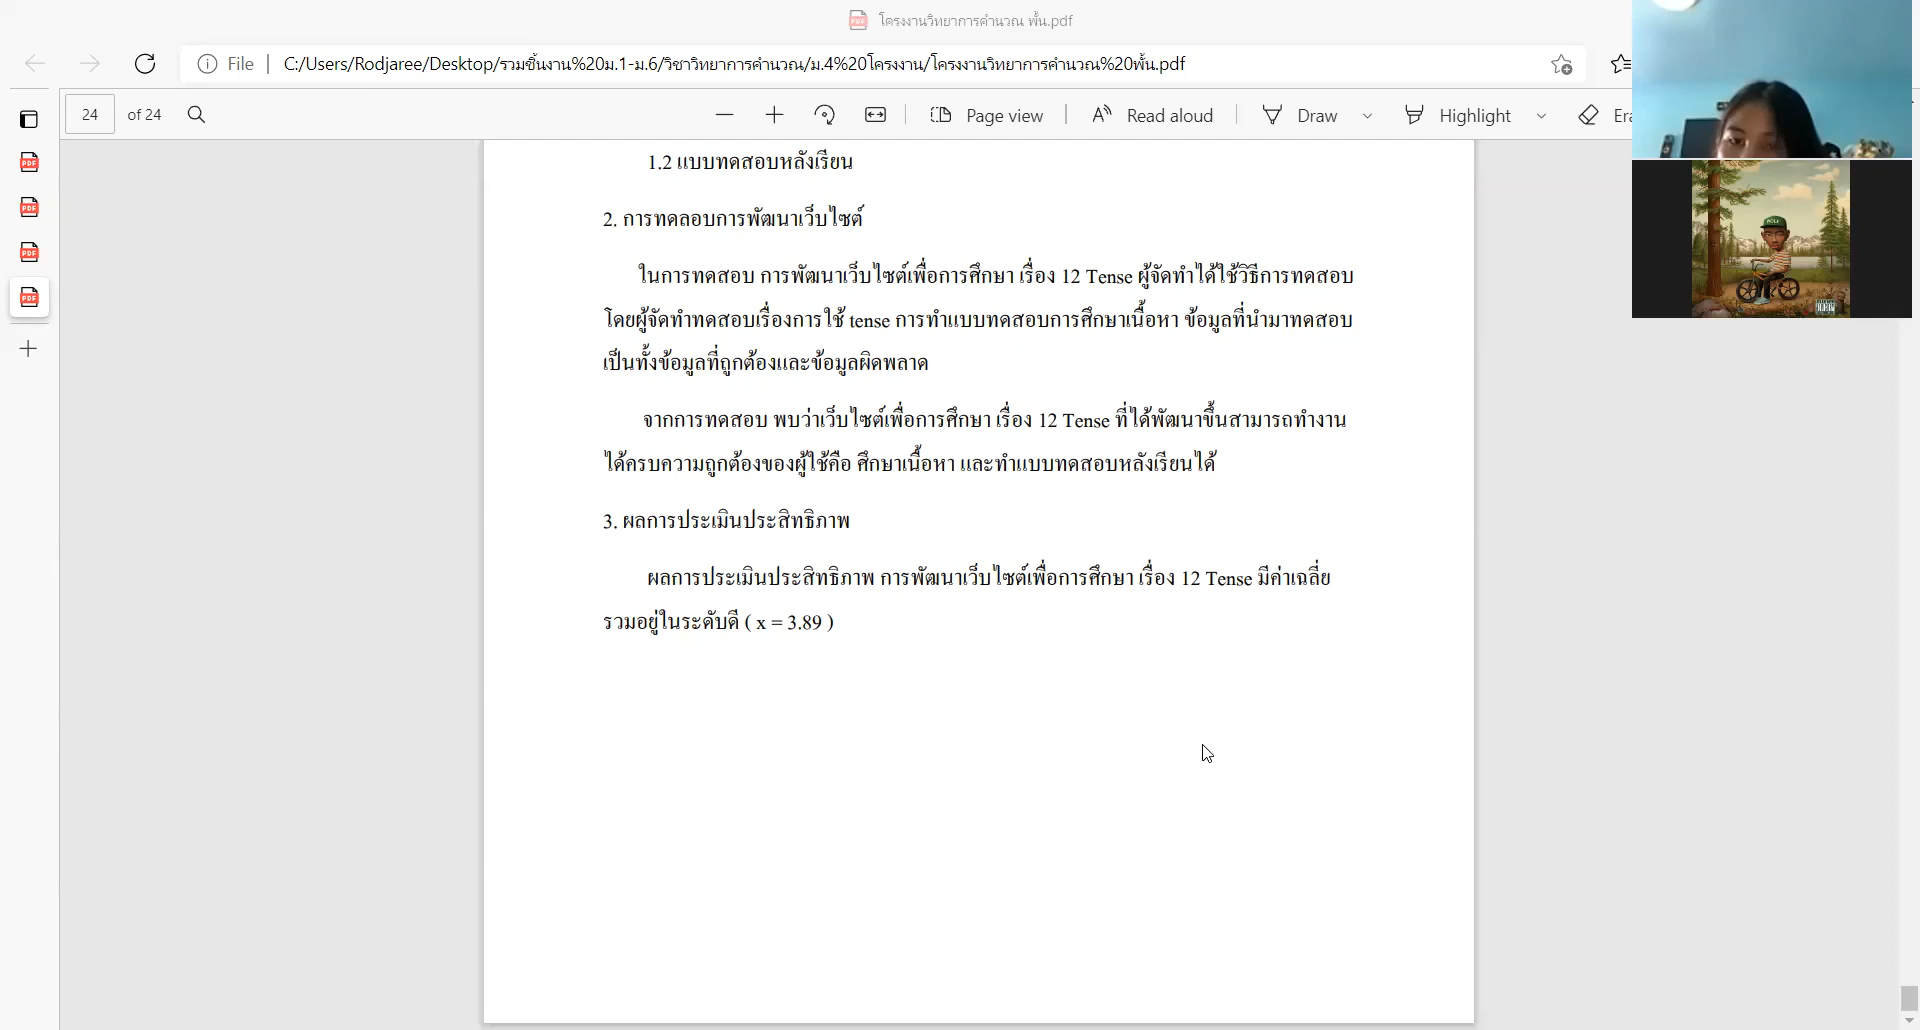 โครงงานวิทยาการคำนวณ พั้น.pdf
File
C:/Users/Rodjaree/Desktop/รวมชิ้นงาน%20ม.1-ม.6/วิชาวิทยาการคำนวณ/ม.4%20โครงงาน/โครงงานวิทยาการคำนวณ%20พั้น.pdf
24 of 24
Page view
Read aloud
Draw
Highlight
1.2 แบบทดสอบหลังเรียน
2. การทดลอบการพัฒนาเว็บไซต์
ในการทดสอบ การพัฒนาเว็บไซต์เพื่อการศึกษา เรื่อง 12 Tense ผู้จัดทำได้ใช้วิธีการทดสอบ
โดยผู้จัดทำทดสอบเรื่องการใช้ tense การทำแบบทดสอบการศึกษาเนื้อหา ข้อมูลที่นำมาทดสอบ
เป็นทั้งข้อมูลที่ถูกต้องและข้อมูลผิดพลาด
จากการทดสอบ พบว่าเว็บไซต์เพื่อการศึกษา เรื่อง 12 Tense ที่ได้พัฒนาขึ้นสามารถทำงาน
ได้ครบความถูกต้องของผู้ใช้คือ ศึกษาเนื้อหา และทำแบบทดสอบหลังเรียนได้
3. ผลการประเมินประสิทธิภาพ
ผลการประเมินประสิทธิภาพ การพัฒนาเว็บไซต์เพื่อการศึกษา เรื่อง 12 Tense มีค่าเฉลี่ย
รวมอยู่ในระดับดี ( x = 3.89 )
WOLF